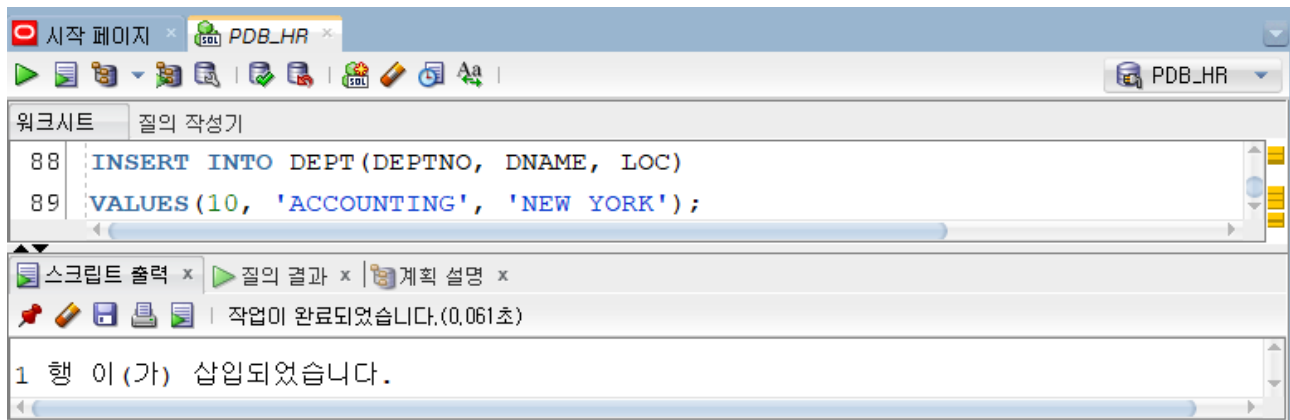 시작 페이지 × PDB_HR ×
PDB_HR
워크시트 질의 작성기
88 INSERT INTO DEPT(DEPTNO, DNAME, LOC)
89 VALUES(10, 'ACCOUNTING', 'NEW YORK');
스크립트 출력 x 질의 결과 x 계획 설명 x
작업이 완료되었습니다.(0,061초)
1 행 이(가) 삽입되었습니다.